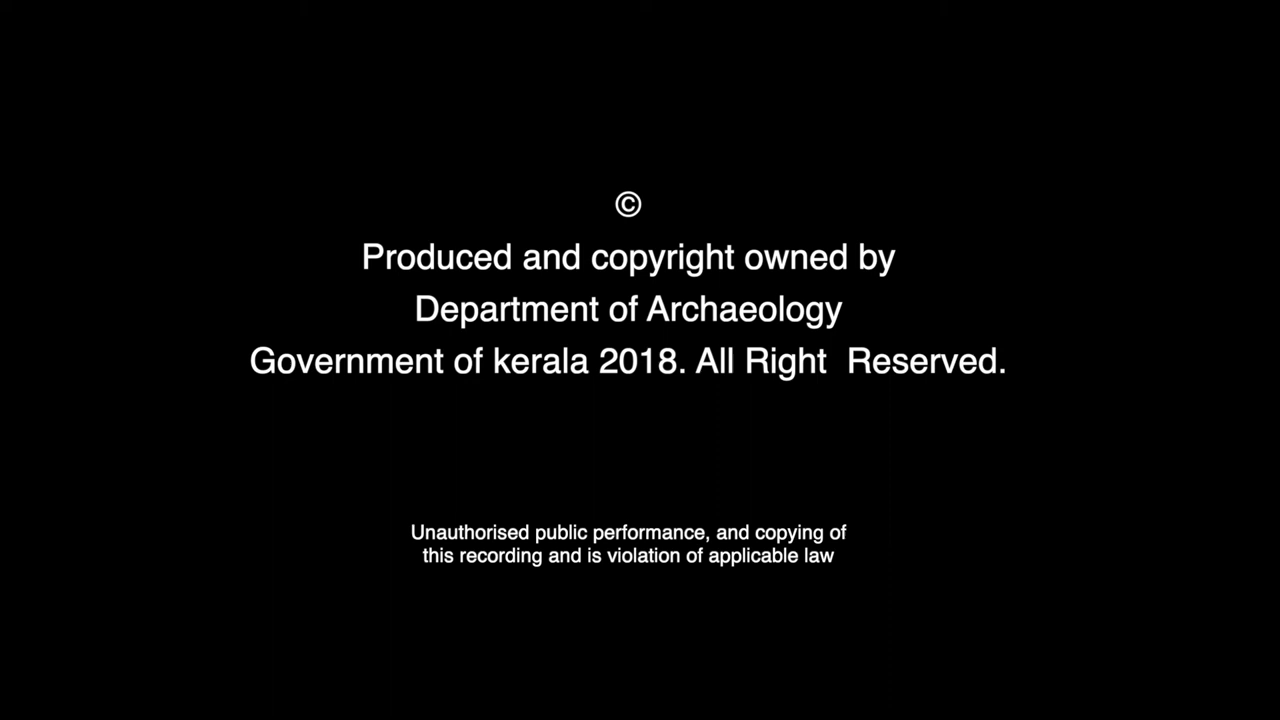 ©
Produced and copyright owned by
Department of Archaeology
Government of kerala 2018. All Right  Reserved.
Unauthorised public performance, and copying of
this recording and is violation of applicable law